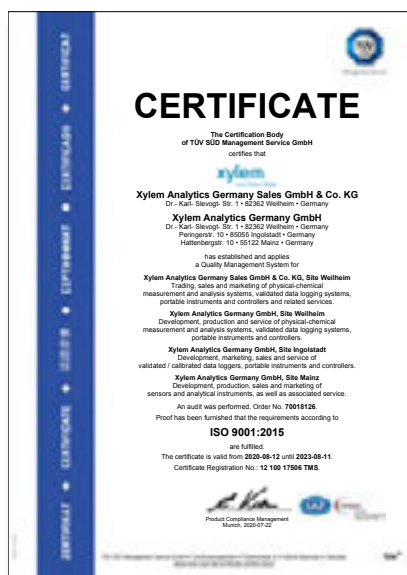 CERTIFICATE
The Certification Body
of TÜV SÜD Management Service GmbH
certifies that
xylem
Xylem Analytics Germany Sales GmbH & Co. KG
Dr.- Karl- Slevogt- Str. 1 • 82362 Weilheim • Germany
Xylem Analytics Germany GmbH
Dr.- Karl- Slevogt- Str. 1 • 82362 Weilheim • Germany
Peringerstr. 10 • 85055 Ingolstadt • Germany
Hattenbergstr. 10 • 55122 Mainz • Germany
has established and applies
a Quality Management System for
Xylem Analytics Germany Sales GmbH & Co. KG, Site Weilheim
Trading, sales and marketing of physical-chemical
measurement and analysis systems, validated data logging systems,
portable instruments and controllers and related services.
Xylem Analytics Germany GmbH, Site Weilheim
Development, production and service of physical-chemical
measurement and analysis systems, validated data logging systems,
portable instruments and controllers.
Xylem Analytics Germany GmbH, Site Ingolstadt
Development, marketing, sales and service of
validated / calibrated data loggers, portable instruments and controllers.
Xylem Analytics Germany GmbH, Site Mainz
Development, production, sales and marketing of
sensors and analytical instruments, as well as associated service.
An audit was performed, Order No. 70018126.
Proof has been furnished that the requirements according to
ISO 9001:2015
are fulfilled.
The certificate is valid from 2020-08-12 until 2023-08-11.
Certificate Registration No.: 12 100 17506 TMS.
Product Compliance Management
Munich, 2020-07-22
ZERTIFIKAT ◆ CERTIFICATE ◆
◆ СЕРТИФИКАТ ◆ CERTIFICADO ◆ CERTIFICAT